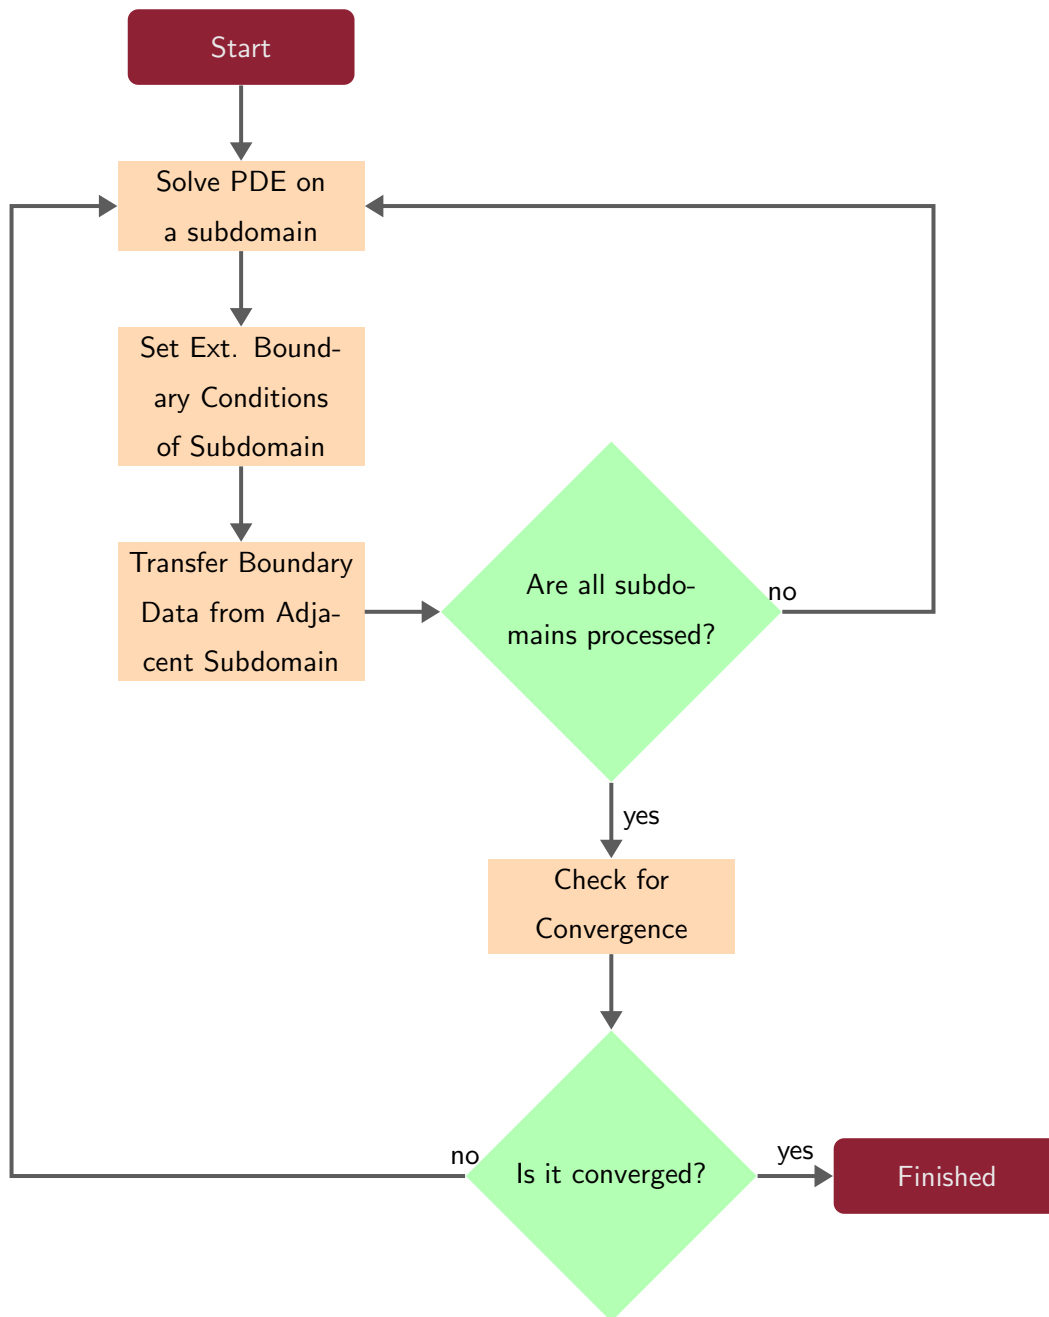 Start
Solve PDE on
a subdomain
Set Ext. Bound-
ary Conditions
of Subdomain
Transfer Boundary
Data from Adja-
cent Subdomain
Are all subdo-
mains processed?
no
yes
Check for
Convergence
Is it converged?
no
yes
Finished